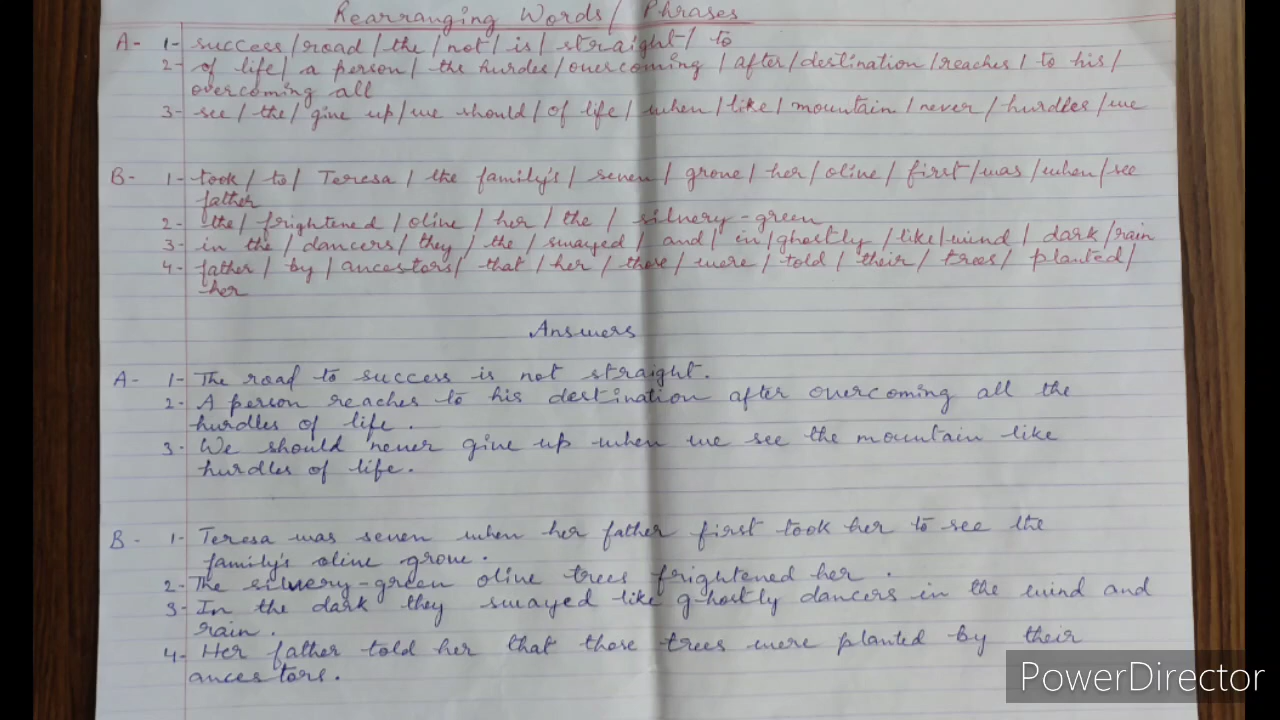 Rearranging Words/ Phrases
A- 1- success/road/the/not/is/straight/ to
2- of life/ a person/ the hurdes/overcoming /after/destination/reaches/ to his/
overcoming all
3- see/ the/ give up/we should/of life/ when/like/mountain/never/hurdles/we
B- 1- took/to/ Teresa/ the family's/ seven/ grove/her/olive/first/was/when/see
father
2- the/ frightened /olive/her/the/ silvery-green
3- in the/dancers/they/the/swayed/ and/ in/ghostly/like/wind/ dark/rain
4- father/ by/ancestors/ that/her/those/were/told/their/trees/ planted/
her
Answers
A- 1- The road to success is not straight.
2- A person reaches to his destination after overcoming all the
hurdles of life.
3- We should never give up when we see the mountain like
hurdles of life.
B- 1- Teresa was seven when her father first took her to see the
family's olive grove.
2- The silvery-green olive trees frightened her.
3- In the dark they swayed like ghostly dancers in the wind and
rain.
4- Her father told her that those trees were planted by their
ancestors.
PowerDirector